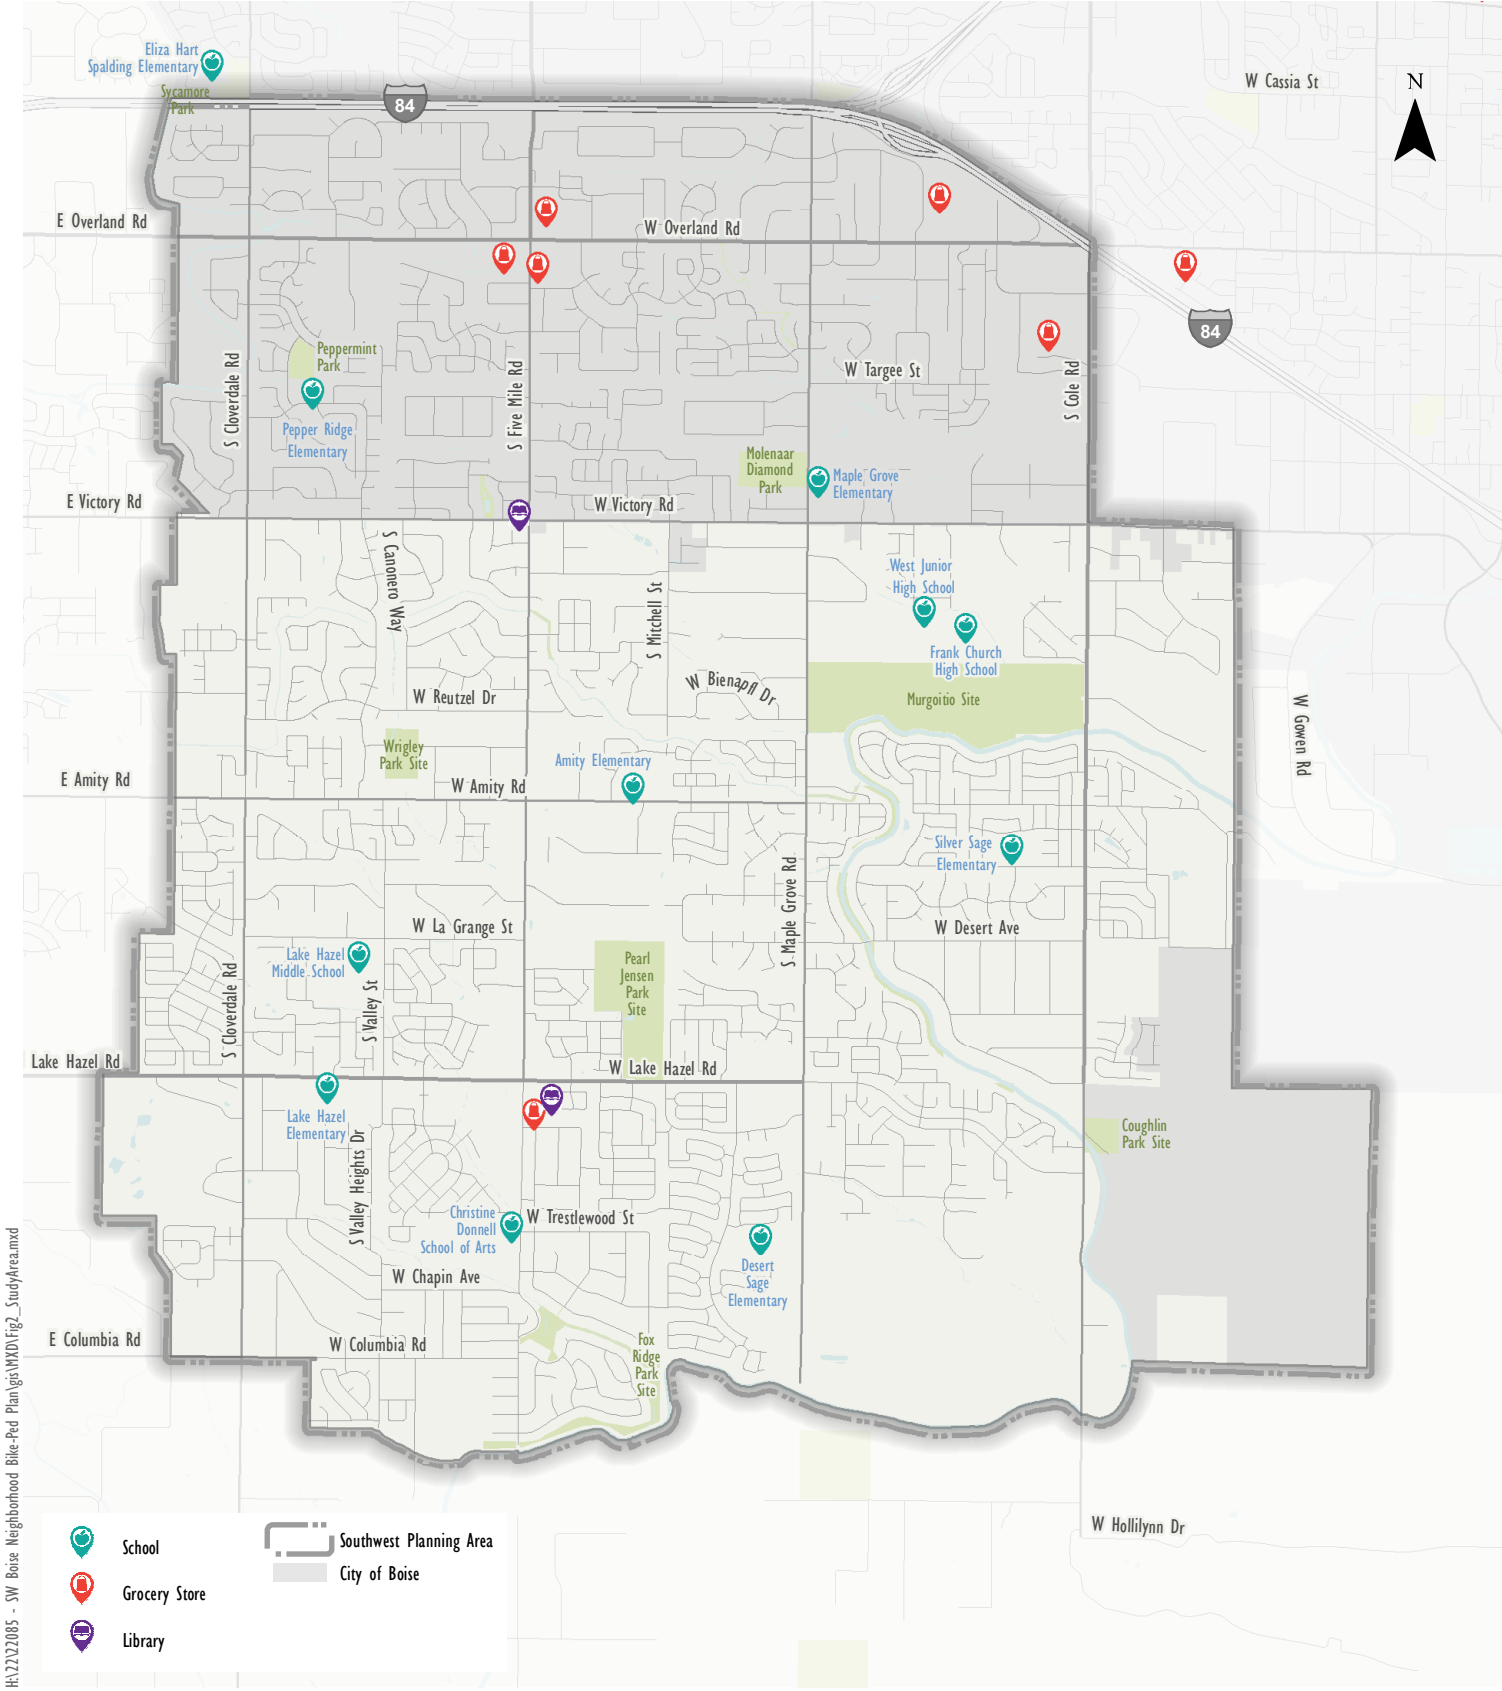 Eliza Hart
Spalding Elementary
Sycamore
Park
84
W Cassia St
N
E Overland Rd
W Overland Rd
84
Peppermint
Park
S Cloverdale Rd
S Five Mile Rd
W Targee St
S Cole Rd
Pepper Ridge
Elementary
Molenaar
Diamond
Park
Maple Grove
Elementary
E Victory Rd
W Victory Rd
S Canonero Way
S Mitchell St
West Junior
High School
Frank Church
High School
W Reutzel Dr
W Bienapfl Dr
Murgoitio Site
W Gowen Rd
Wrigley
Park Site
Amity Elementary
E Amity Rd
W Amity Rd
Silver Sage
Elementary
S Maple Grove Rd
W La Grange St
W Desert Ave
Lake Hazel
Middle School
Pearl
Jensen
Park
Site
S Cloverdale Rd
S Valley St
Lake Hazel Rd
W Lake Hazel Rd
Lake Hazel
Elementary
Coughlin
Park Site
S Valley Heights Dr
Christine
Donnell
School of Arts
W Trestlewood St
Desert
Sage
Elementary
W Chapin Ave
E Columbia Rd
W Columbia Rd
Fox
Ridge
Park
Site
W Hollilynn Dr
School
Grocery Store
Library
Southwest Planning Area
City of Boise
H:\22\22085 - SW Boise Neighborhood Bike-Ped Plan\gis\MXD\Fig2_StudyArea.mxd